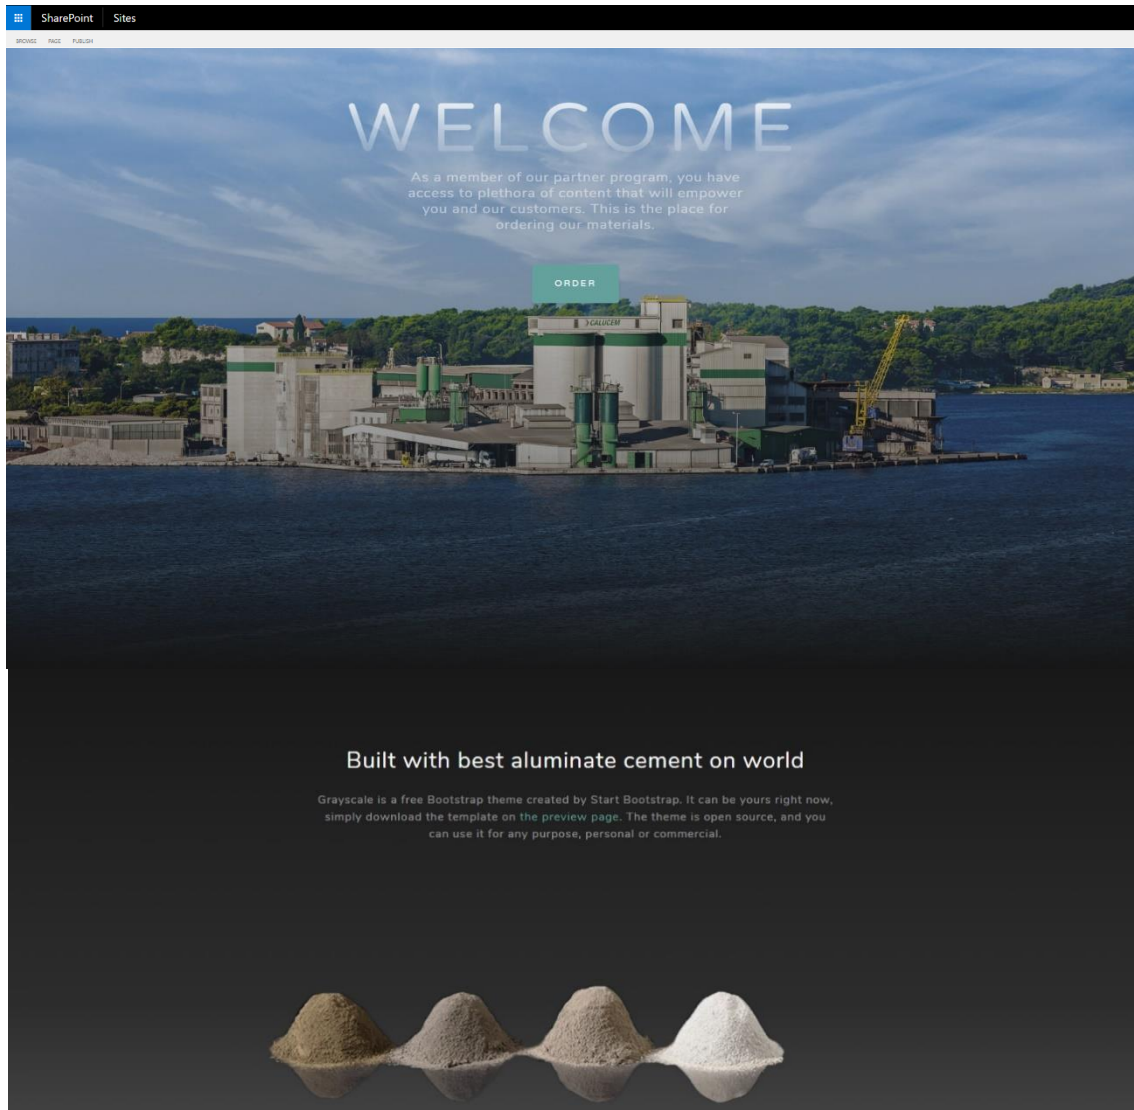 SharePoint Sites
BROWSE PAGE PUBLISH
WELCOME
As a member of our partner program, you have
access to plethora of content that will empower
you and our customers. This is the place for
ordering our materials.
ORDER
CALUCEM
Built with best aluminate cement on world
Grayscale is a free Bootstrap theme created by Start Bootstrap. It can be yours right now,
simply download the template on the preview page. The theme is open source, and you
can use it for any purpose, personal or commercial.